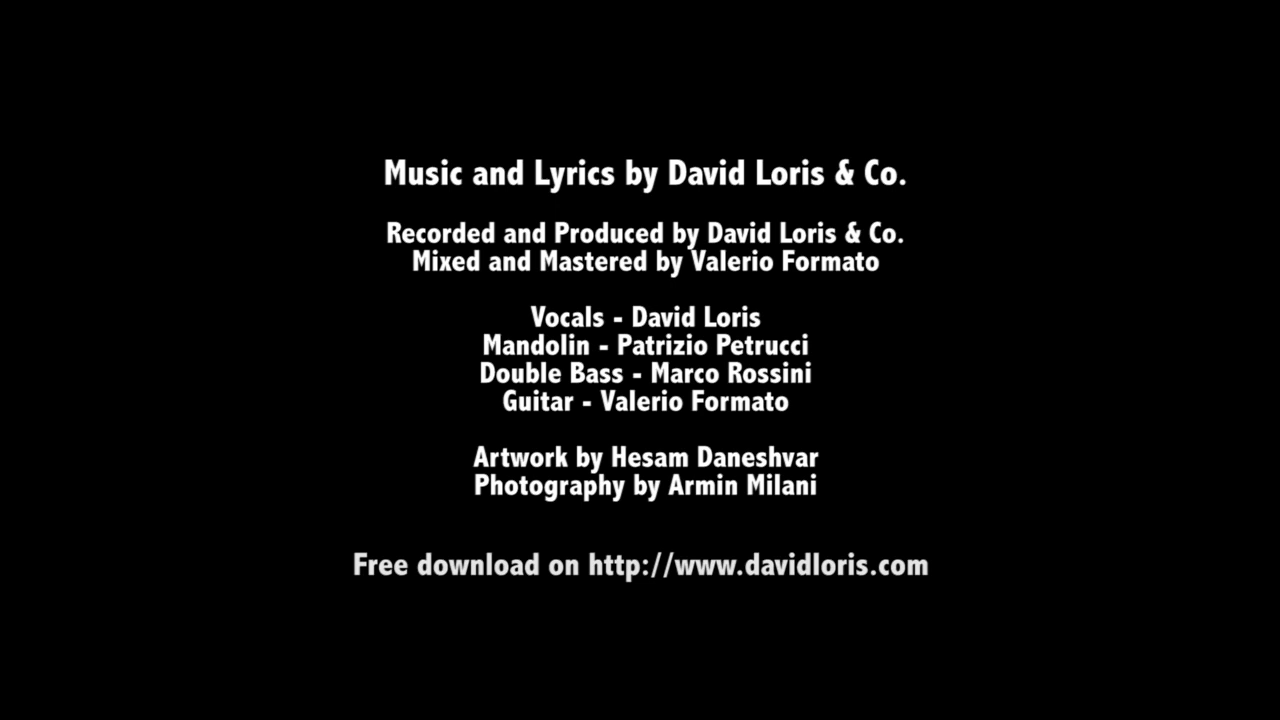 Music and Lyrics by David Loris & Co.
Recorded and Produced by David Loris & Co.
Mixed and Mastered by Valerio Formato
Vocals - David Loris
Mandolin - Patrizio Petrucci
Double Bass - Marco Rossini
Guitar - Valerio Formato
Artwork by Hesam Daneshvar
Photography by Armin Milani
Free download on http://www.davidloris.com